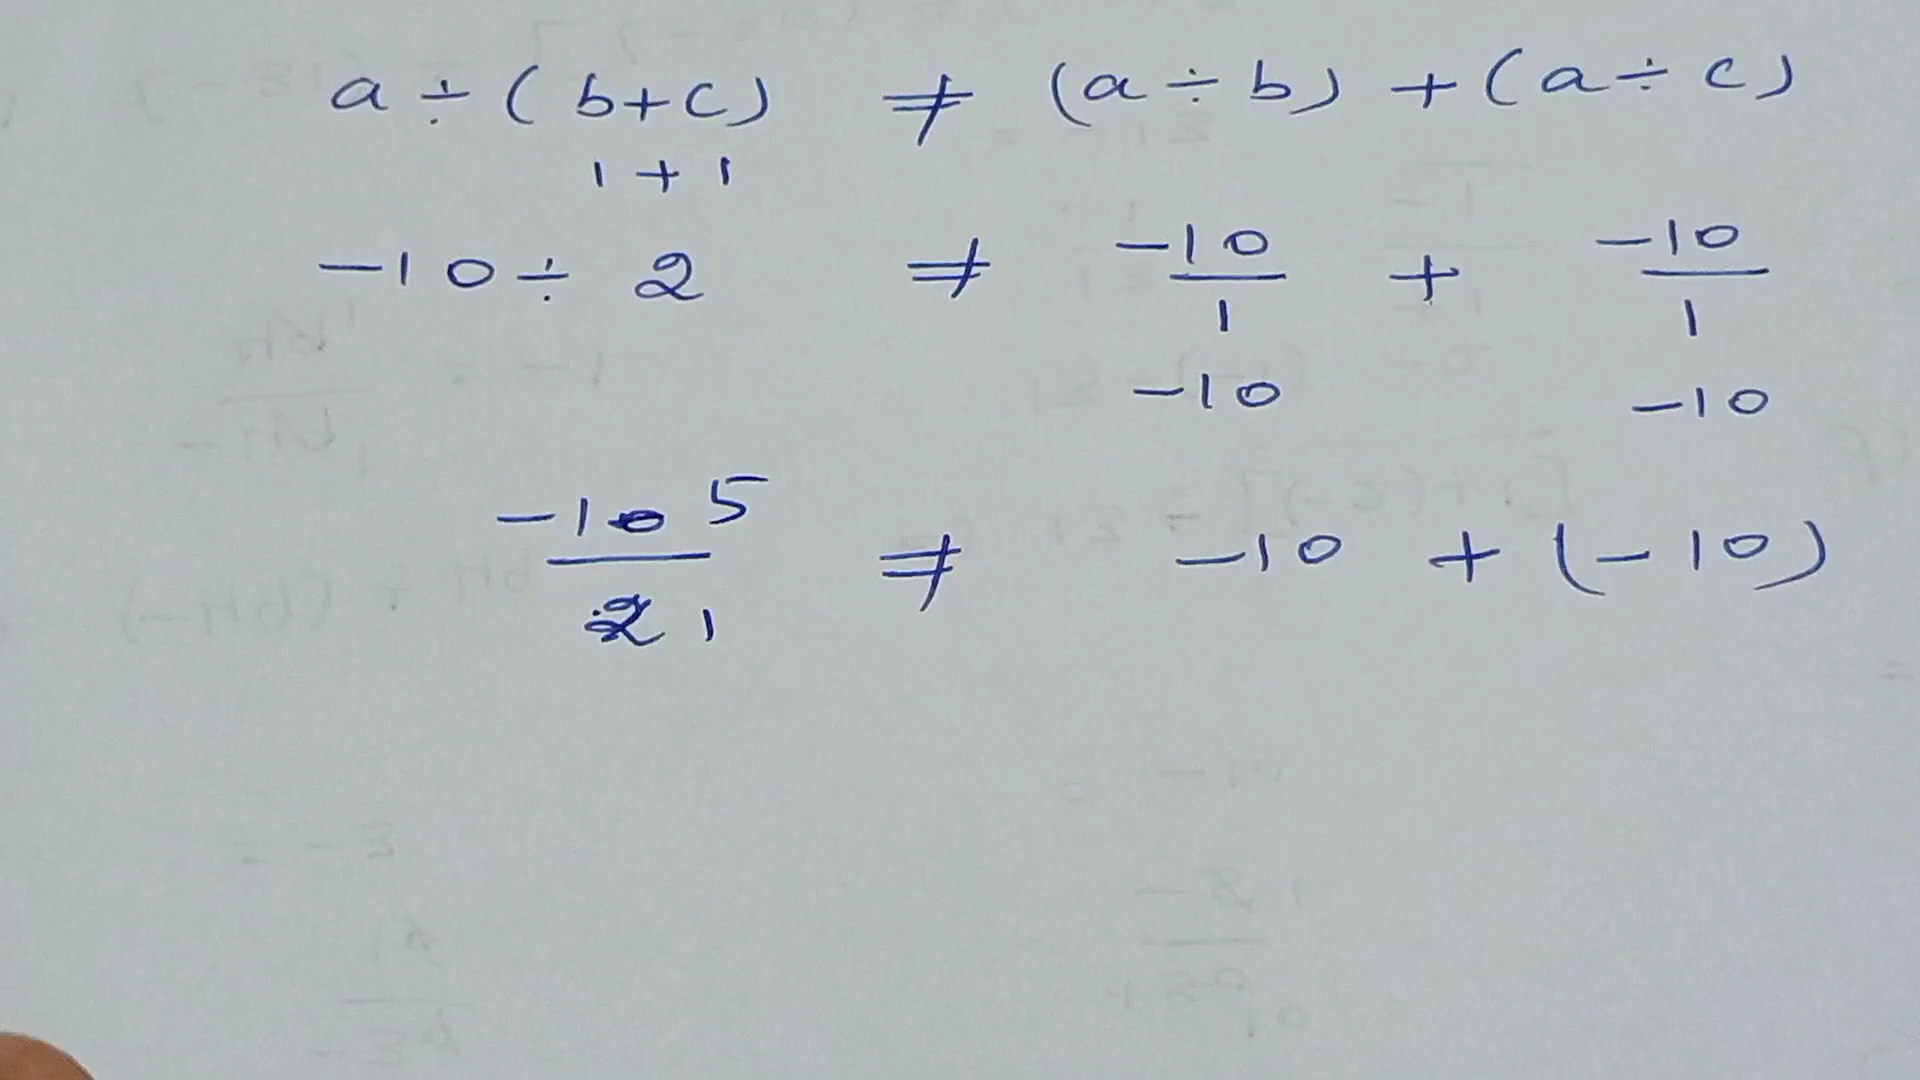 a ÷ (b+c) ≠ (a ÷ b) + (a ÷ c)
1 + 1
-10 ÷ 2 ≠ -10/1 + -10/1
-10 -10
-10 5 / 2 1 ≠ -10 + (-10)